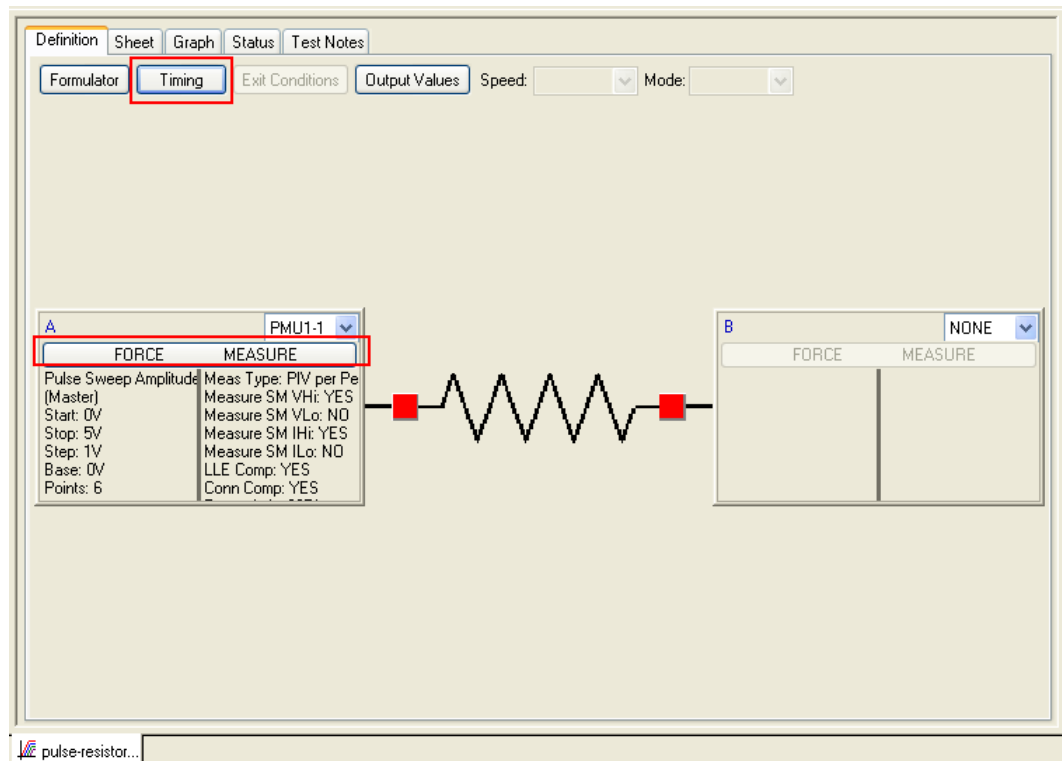 Definition Sheet Graph Status Test Notes
Formulator Timing Exit Conditions Output Values Speed: Mode:
A PMU1-1
FORCE MEASURE
Pulse Sweep Amplitude
(Master)
Start: 0V
Stop: 5V
Step: 1V
Base: 0V
Points: 6
Meas Type: PIV per Pe
Measure SM VHi: YES
Measure SM VLo: NO
Measure SM IHi: YES
Measure SM ILo: NO
LLE Comp: YES
Conn Comp: YES
B NONE
FORCE MEASURE
pulse-resistor...